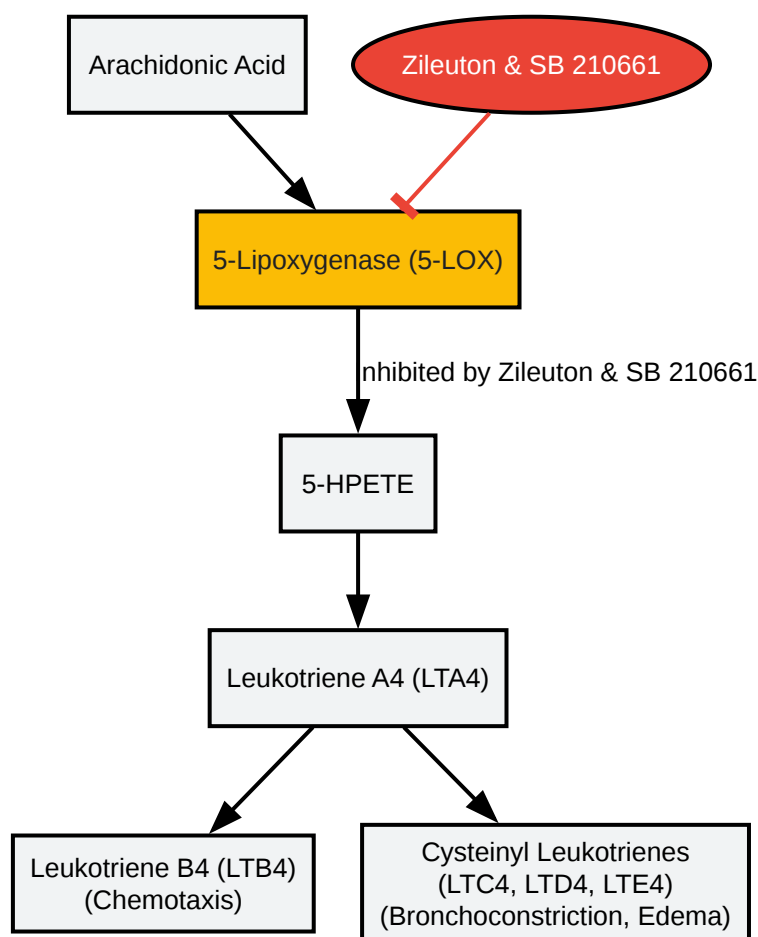 Arachidonic Acid
Zileuton & SB 210661
5-Lipoxygenase (5-LOX)
nhibited by Zileuton & SB 210661
5-HPETE
Leukotriene A4 (LTA4)
Leukotriene B4 (LTB4)
(Chemotaxis)
Cysteinyl Leukotrienes
(LTC4, LTD4, LTE4)
(Bronchoconstriction, Edema)